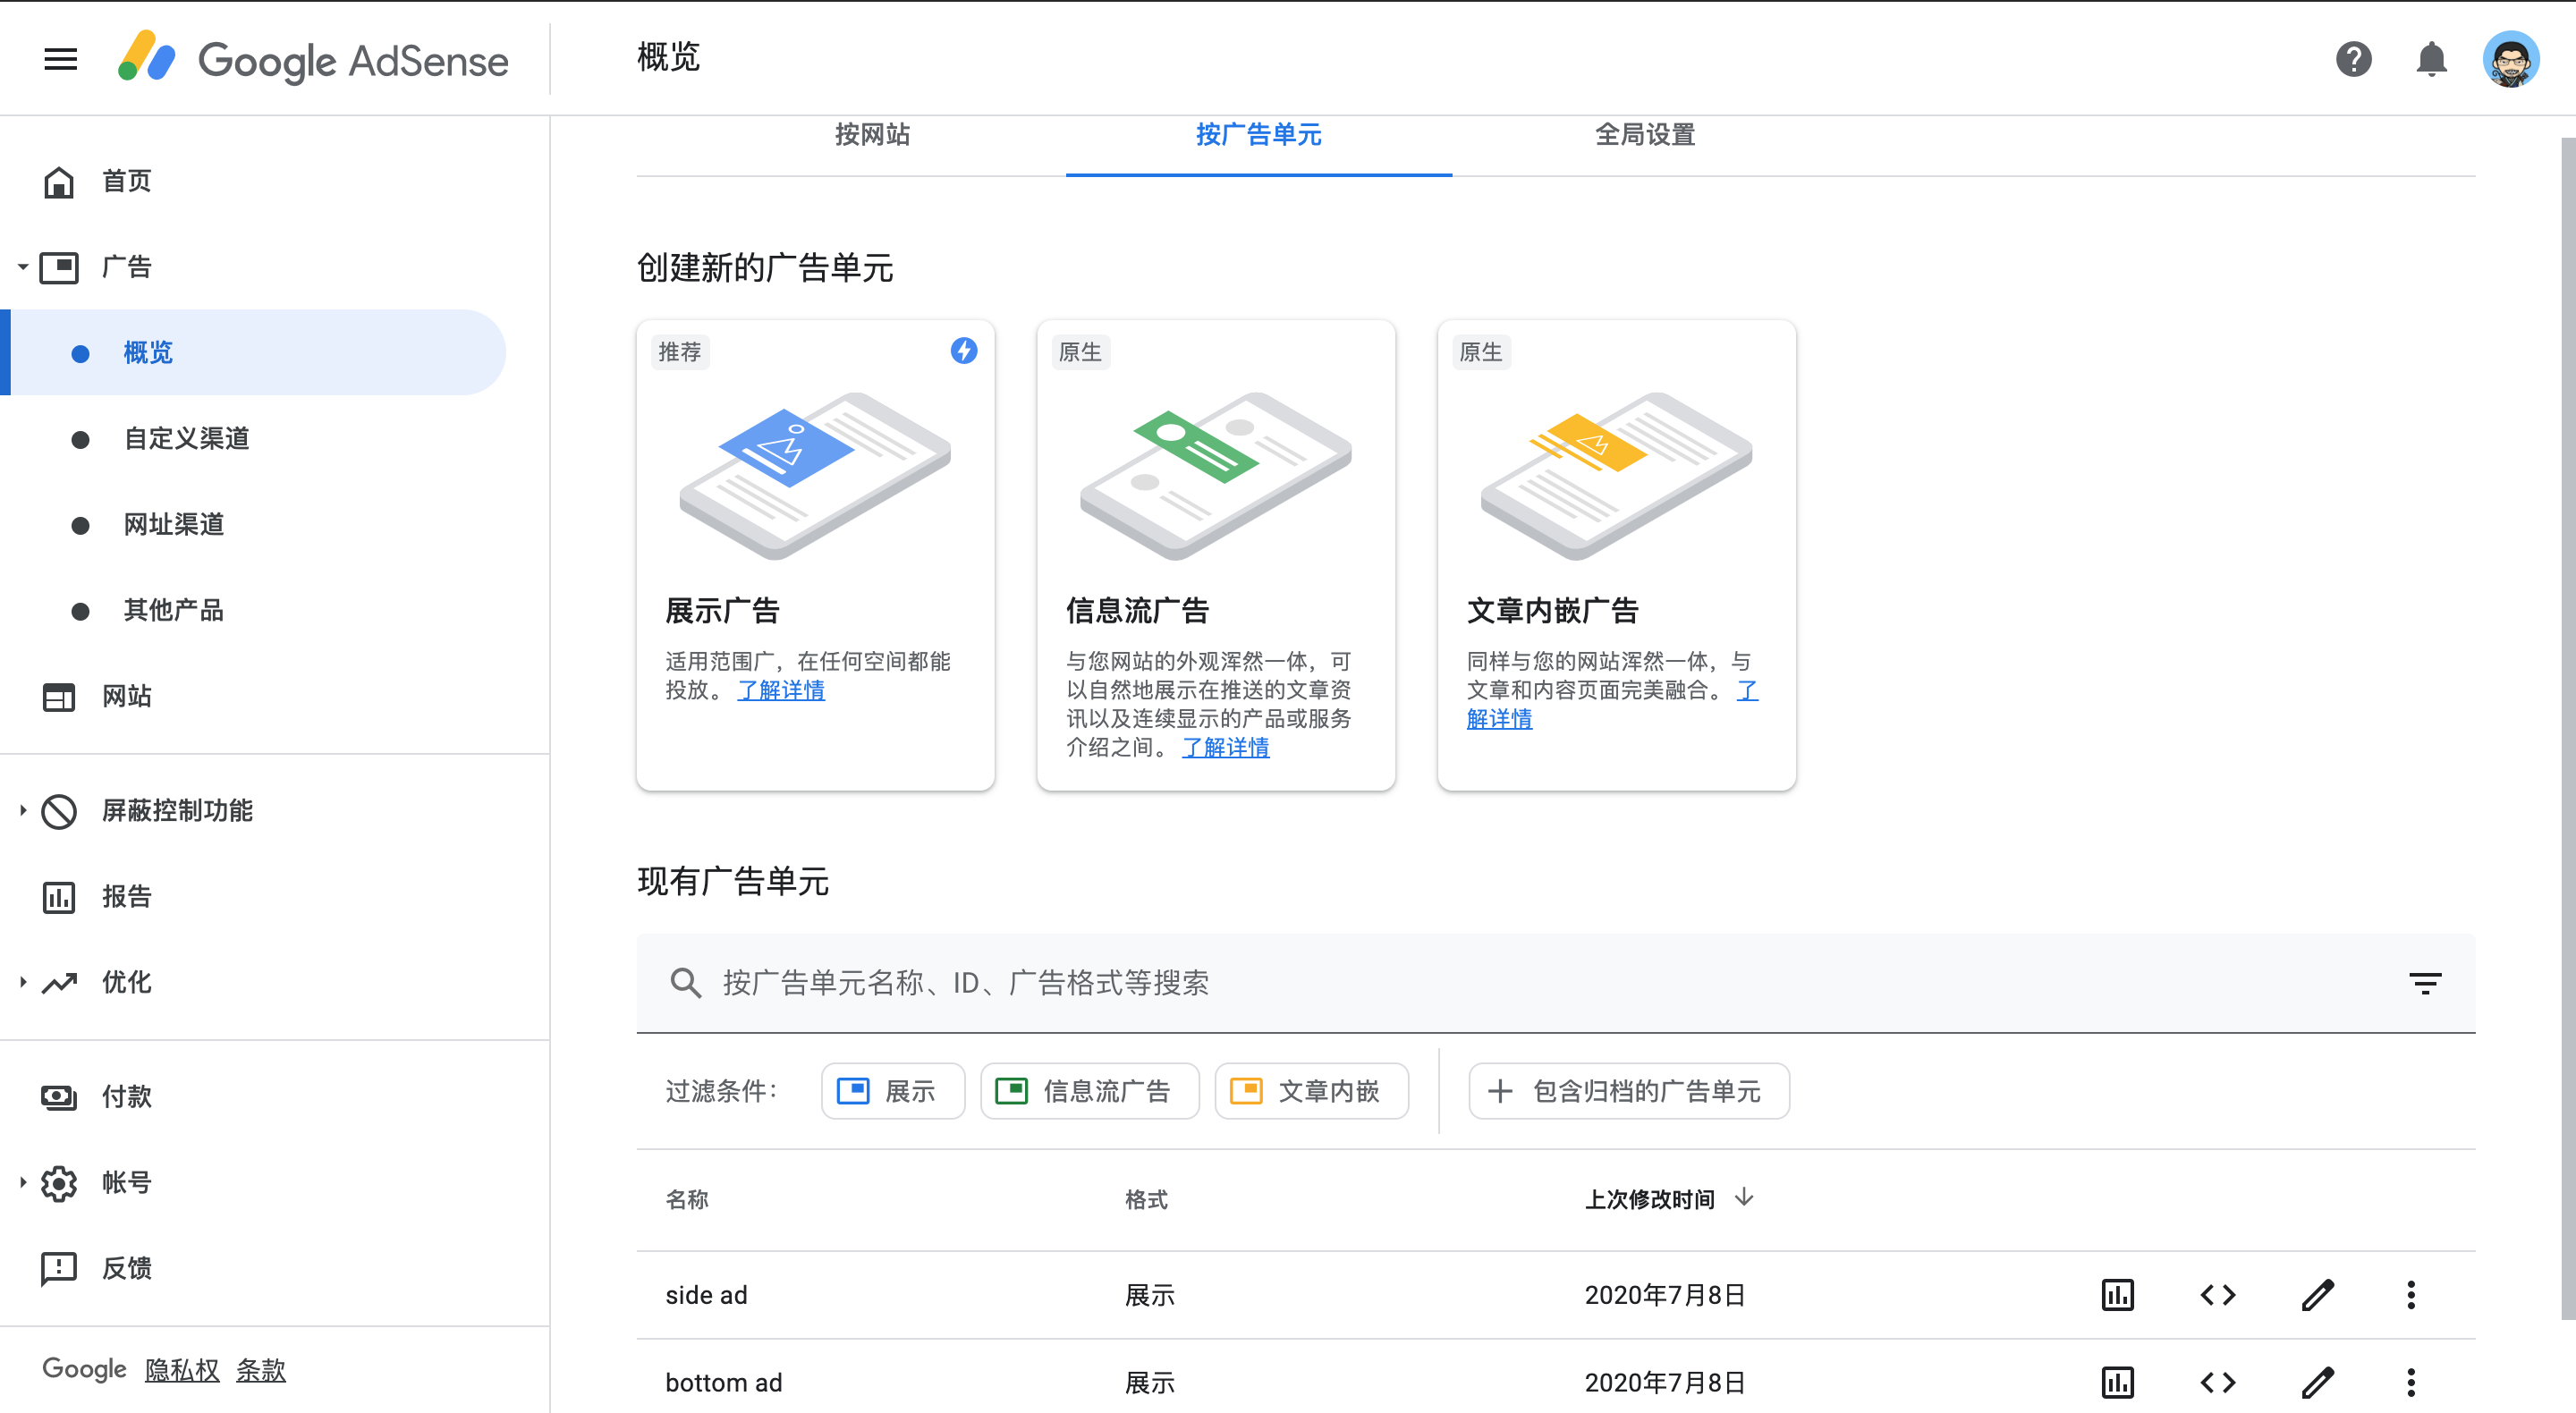 Google AdSense
概览
首页
广告
概览
自定义渠道
网址渠道
其他产品
网站
屏蔽控制功能
报告
优化
付款
帐号
反馈
Google 隐私权 条款
按网站 按广告单元 全局设置
创建新的广告单元
推荐
展示广告
适用范围广，在任何空间都能
投放。 了解详情
原生
信息流广告
与您网站的外观浑然一体，可
以自然地展示在推送的文章资
讯以及连续显示的产品或服务
介绍之间。 了解详情
原生
文章内嵌广告
同样与您的网站浑然一体，与
文章和内容页面完美融合。 了
解详情
现有广告单元
按广告单元名称、ID、广告格式等搜索
过滤条件： 展示 信息流广告 文章内嵌 包含归档的广告单元
名称 格式 上次修改时间
side ad 展示 2020年7月8日
bottom ad 展示 2020年7月8日